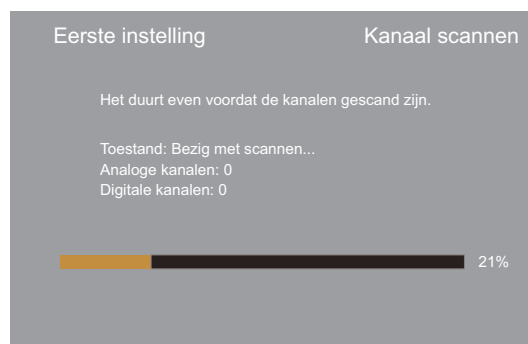 Eerste instelling
Kanaal scannen
Het duurt even voordat de kanalen gescand zijn.
Toestand: Bezig met scannen...
Analoge kanalen: 0
Digitale kanalen: 0
21%